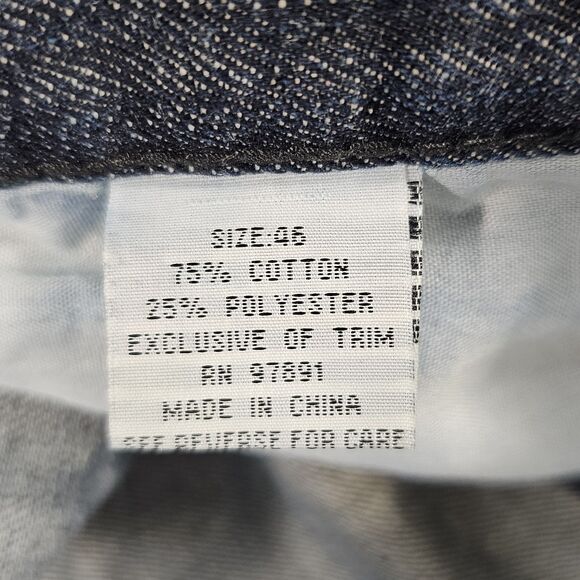 SIZE:46
75% COTTON
25% POLYESTER
EXCLUSIVE OF TRIM
RN 97891
MADE IN CHINA
SEE REVERSE FOR CARE